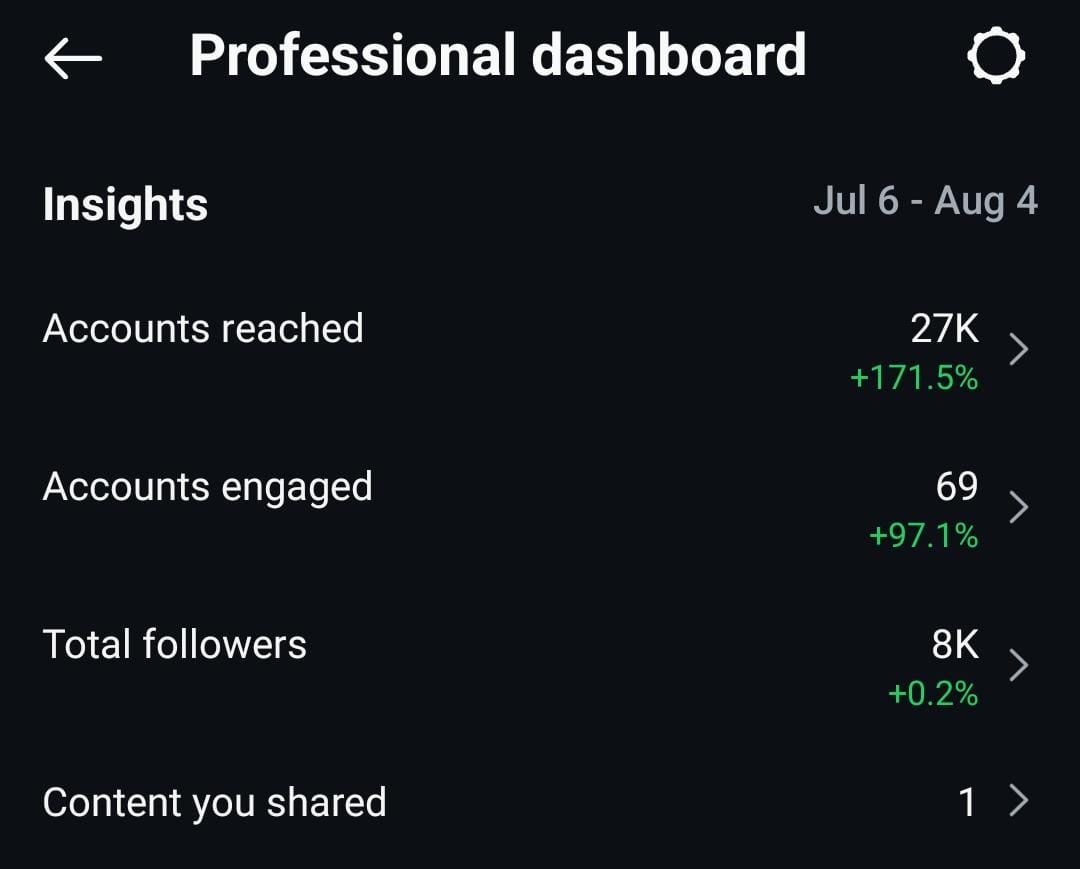 Professional dashboard
Insights
Jul 6 - Aug 4
Accounts reached
27K
+171.5%
Accounts engaged
69
+97.1%
Total followers
8K
+0.2%
Content you shared
1